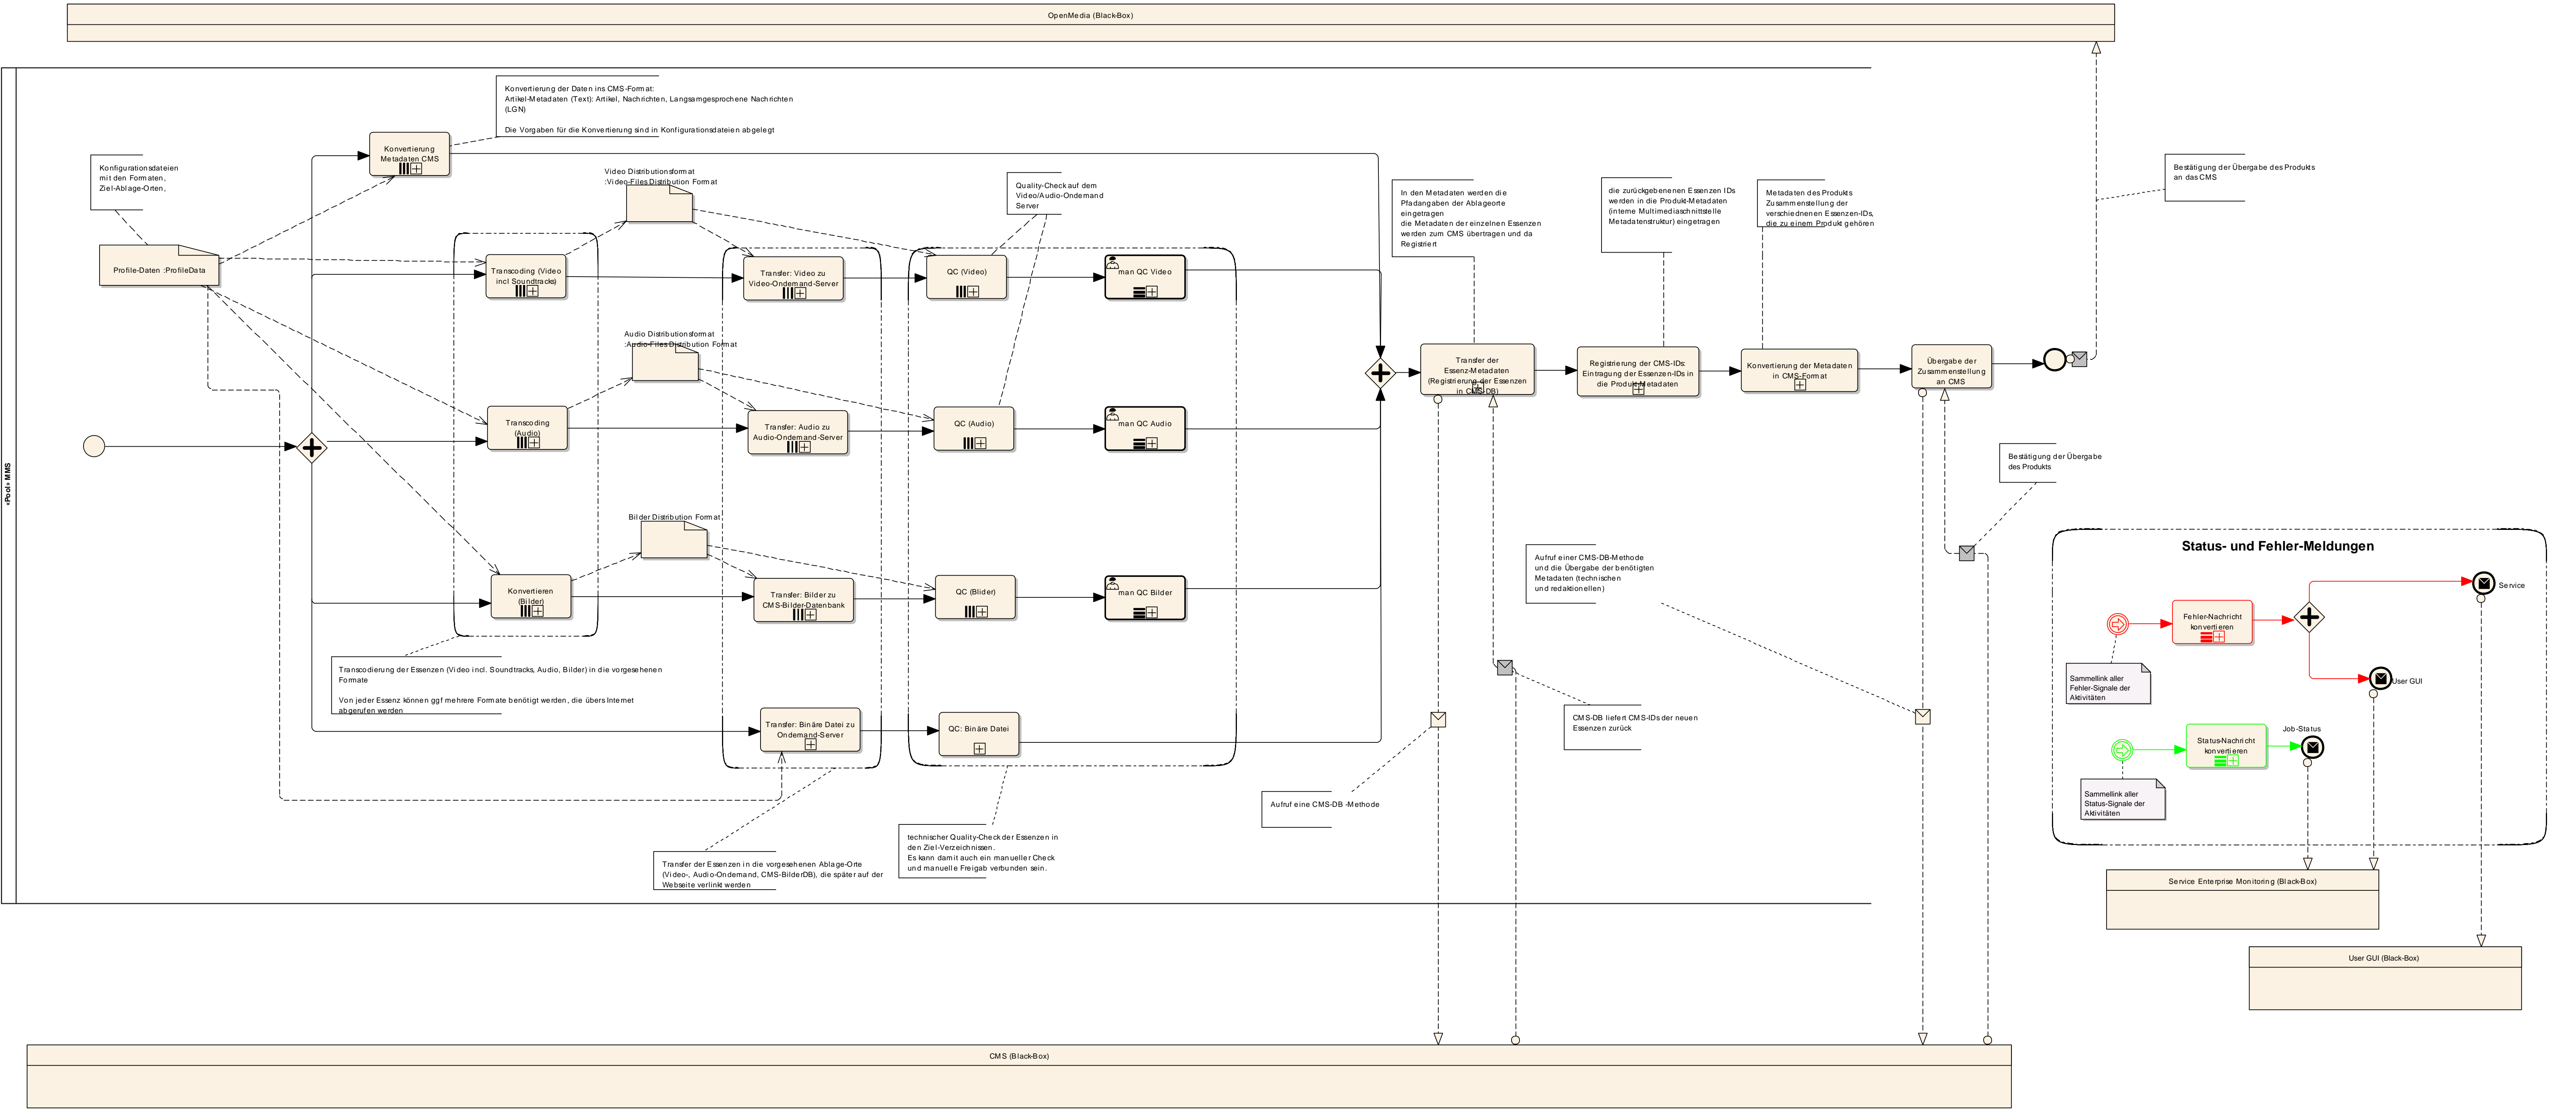 OpenMedia (Black-Box)
«Pool» MMS
Konvertierung der Daten ins CMS-Format:
Artikel-Metadaten (Text): Artikel, Nachrichten, Langsamgesprochene Nachrichten
(LGN)
Die Vorgaben für die Konvertierung sind in Konfigurationsdateien abgelegt
Konvertierung
Metadaten CMS
Konfigurationsdateien
mit den Formaten,
Ziel-Ablage-Orten,
Profile-Daten :ProfileData
Video Distributionsformat
:Video-Files Distribution Format
Quality-Check auf dem
Video/Audio-Ondemand
Server
Transcoding (Video
incl Soundtracks)
Transfer: Video zu
Video-Ondemand-Server
QC (Video)
man QC Video
Audio Distributionsformat
:Audio-Files Distribution Format
Transcoding
(Audio)
Transfer: Audio zu
Audio-Ondemand-Server
QC (Audio)
man QC Audio
Bilder Distribution Format
Konvertieren
(Bilder)
Transfer: Bilder zu
CMS-Bilder-Datenbank
QC (Blider)
man QC Bilder
Transcodierung der Essenzen (Video incl. Soundtracks, Audio, Bilder) in die vorgesehenen
Formate
Von jeder Essenz können ggf mehrere Formate benötigt werden, die übers Internet
abgerufen werden
Transfer: Binäre Datei zu
Ondemand-Server
QC: Binäre Datei
Transfer der Essenzen in die vorgesehenen Ablage-Orte
(Video-, Audio-Ondemand, CMS-BilderDB), die später auf der
Webseite verlinkt werden
technischer Quality-Check der Essenzen in
den Ziel-Verzeichnissen.
Es kann damit auch ein manueller Check
und manuelle Freigab verbunden sein.
In den Metadaten werden die
Pfadangaben der Ablageorte
eingetragen
die Metadaten der einzelnen Essenzen
werden zum CMS übertragen und da
Registriert
die zurückgebenenen Essenzen IDs
werden in die Produkt-Metadaten
(interne Multimediaschnittstelle
Metadatenstruktur) eingetragen
Metadaten des Produkts
Zusammenstellung der
verschiednenen Essenzen-IDs,
die zu einem Produkt gehören
Bestätigung der Übergabe des Produkts
an das CMS
Transfer der
Essenz-Metadaten
(Registrierung der Essenzen
in CMS-DB)
Registrierung der CMS-IDs:
Eintragung der Essenzen-IDs in
die Produkt-Metadaten
Konvertierung der Metadaten
in CMS-Format
Übergabe der
Zusammenstellung
an CMS
Bestätigung der Übergabe
des Produkts
Aufruf einer CMS-DB-Methode
und die Übergabe der benötigten
Metadaten (technischen
und redaktionellen)
CMS-DB liefert CMS-IDs der neuen
Essenzen zurück
Aufruf eine CMS-DB -Methode
Status- und Fehler-Meldungen
Service
Fehler-Nachricht
konvertieren
Sammellink aller
Fehler-Signale der
Aktivitäten
User GUI
Job-Status
Status-Nachricht
konvertieren
Sammellink aller
Status-Signale der
Aktivitäten
Service Enterprise Monitoring (Black-Box)
User GUI (Black-Box)
CMS (Black-Box)